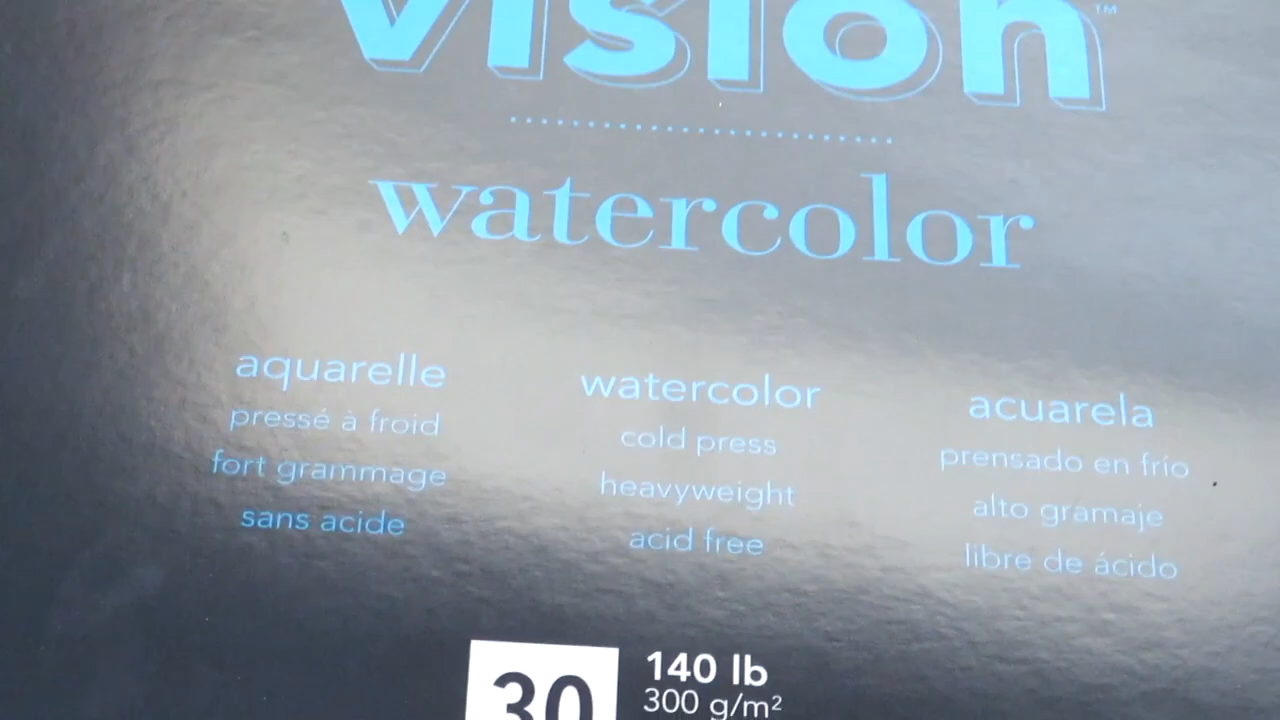 vision™
watercolor
aquarelle
pressé à froid
fort grammage
sans acide
watercolor
cold press
heavyweight
acid free
acuarela
prensado en frío
alto gramaje
libre de ácido
30
140 lb
300 g/m²